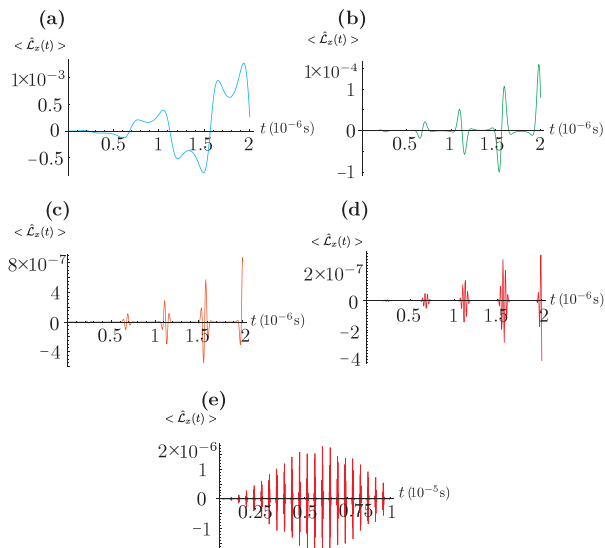 (a)
< ℒ̂ₓ(t) >
1×10⁻³
0.5
−0.5
0.5 1 1.5 2
t (10⁻⁶s)
(b)
< ℒ̂ₓ(t) >
1×10⁻⁴
0
−1
0.5 1 1.5 2
t (10⁻⁶s)
(c)
< ℒ̂ₓ(t) >
8×10⁻⁷
4
0
−4
0.5 1 1.5 2
t (10⁻⁶s)
(d)
< ℒ̂ₓ(t) >
2×10⁻⁷
0
−2
−4
0.5 1 1.5 2
t (10⁻⁶s)
(e)
< ℒ̂ₓ(t) >
2×10⁻⁶
1
0
−1
0.25 0.5 0.75 1
t (10⁻⁵s)